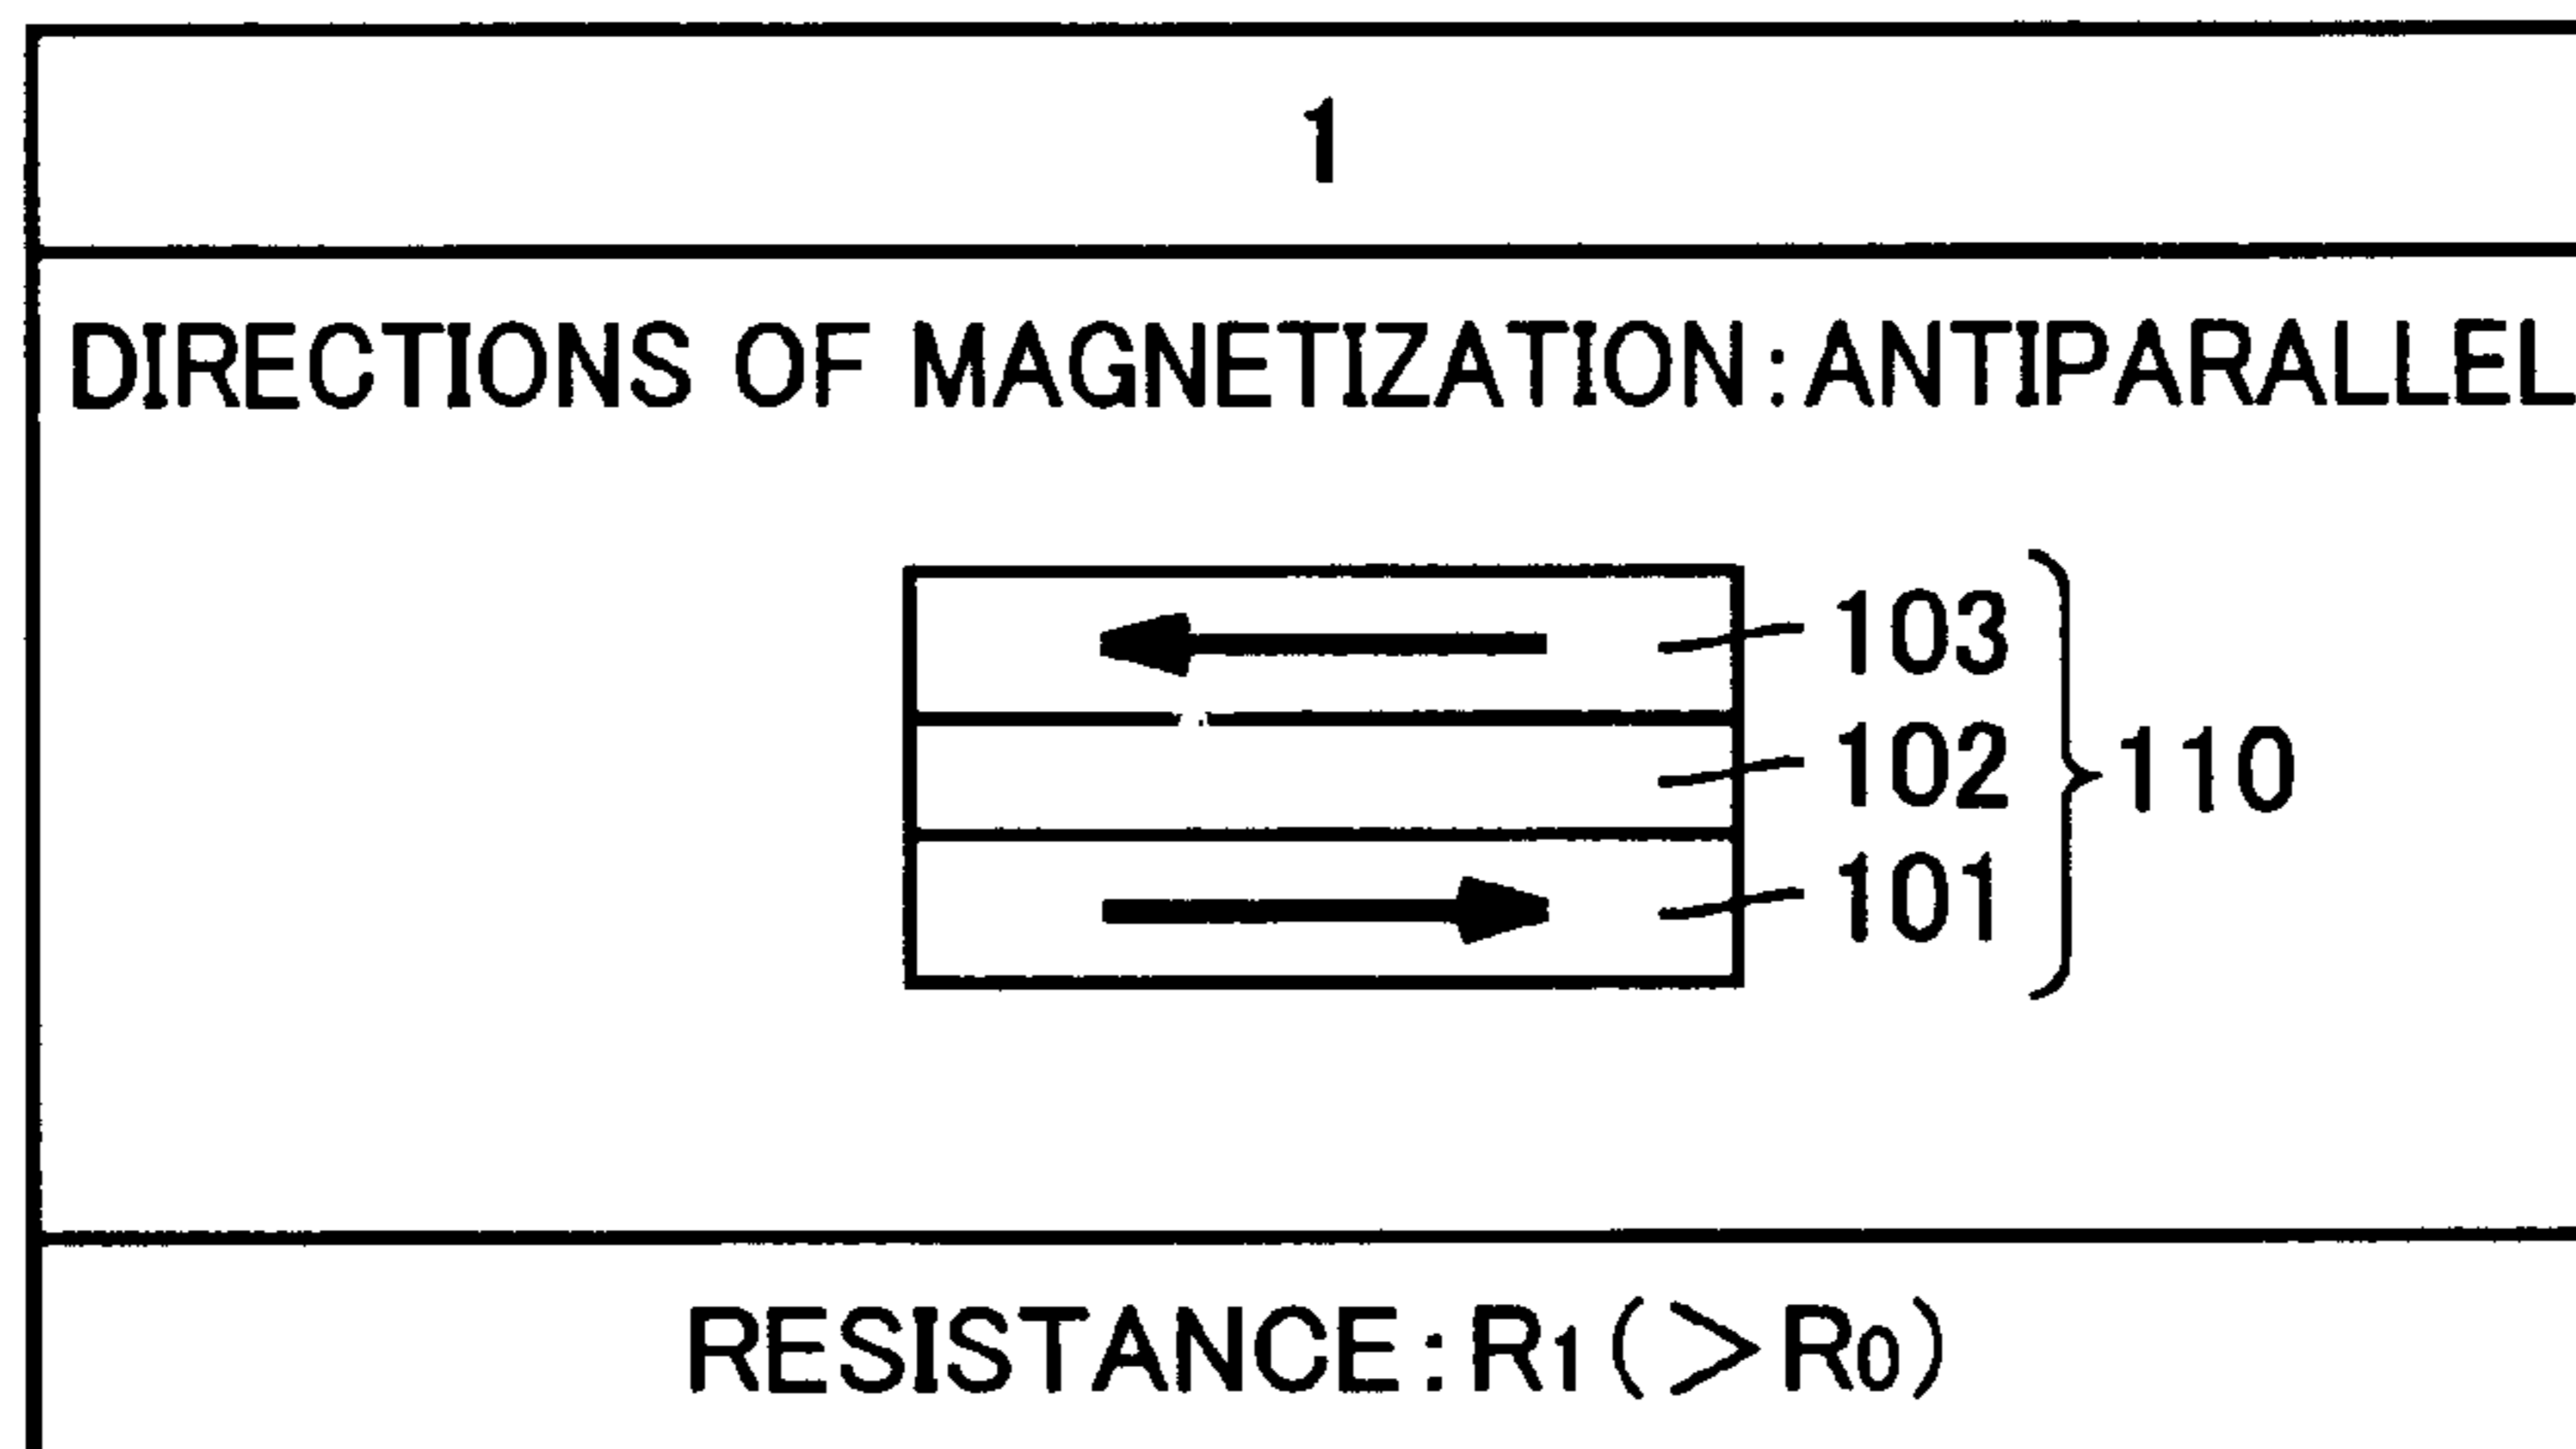 1
DIRECTIONS OF MAGNETIZATION:ANTIPARALLEL
103
102
110
101
RESISTANCE:R1(>R0)